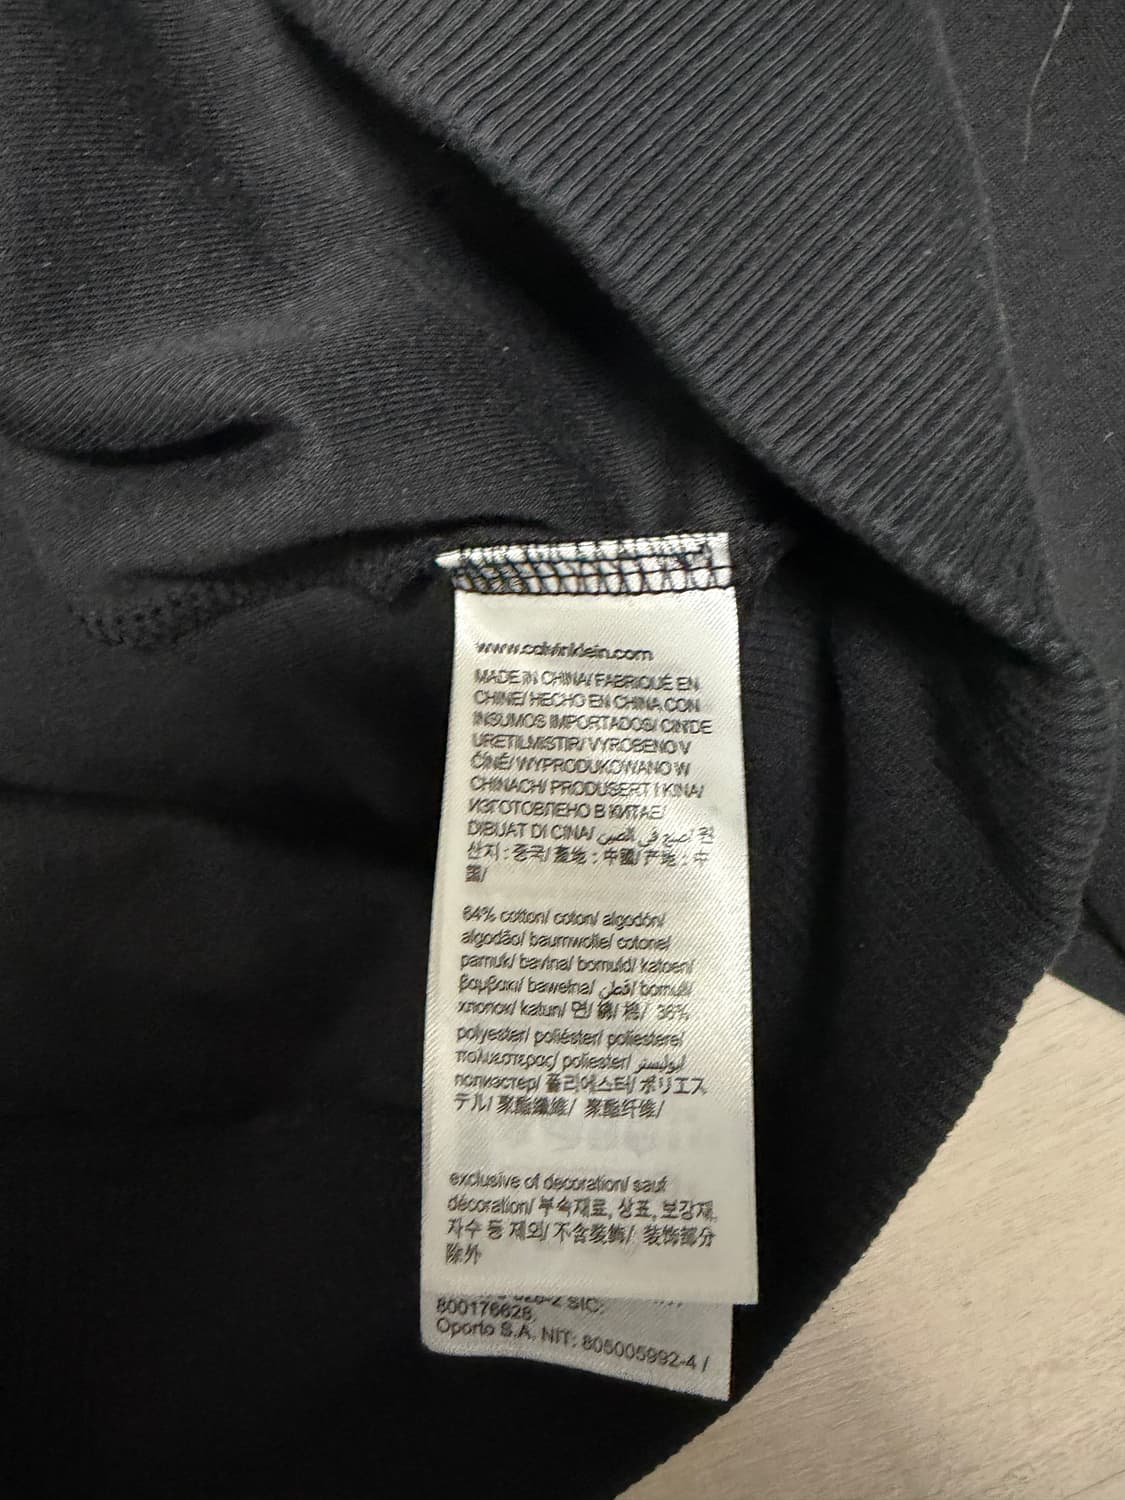 www.calvinklein.com
MADE IN CHINA/ FABRIQUÉ EN
CHINE/ HECHO EN CHINA CON
INSUMOS IMPORTADOS/ CIN'DE
URETILMISTIR/ VYROBENO V
ČÍNĚ/ WYPRODUKOWANO W
CHINACH/ PRODUSERT I KINA/
ИЗГОТОВЛЕНО В КИТАЕ/
DIBUAT DI CINA/ صنع في الصين/ 원
산지 : 중국/ 產地 : 中國/ 产地 : 中
国/
64% cotton/ coton/ algodón/
algodão/ baumwolle/ cotone/
pamuk/ bavlna/ bomuld/ katoen/
βαμβακι/ bawełna/ قطن/ bomull/
хлопок/ katun/ 면/ 綿/ 棉/ 36%
polyester/ poliéster/ poliestere/
πολυεστερας/ poliester/ بوليستر/
полиэстер/ 폴리에스터/ ポリエス
テル/ 聚酯纖維/ 聚酯纤维/
exclusive of decoration/ sauf
décoration/ 부속재료, 상표, 보강재,
자수 등 제외/ 不含裝飾/ 装饰部分
除外
SIC:
800176628,
Oporto S.A. NIT: 805005992-4 /